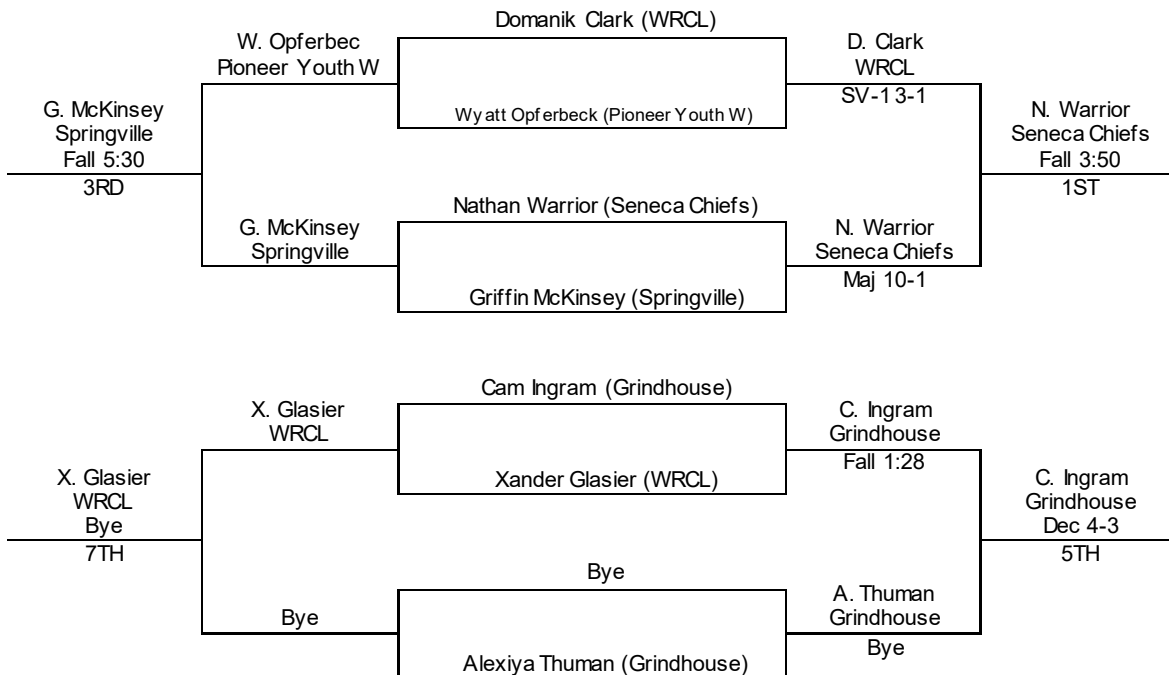 Domanik Clark (WRCL)
W. Opferbec
Pioneer Youth W
D. Clark
WRCL
SV-1 3-1
Wyatt Opferbeck (Pioneer Youth W)
G. McKinsey
Springville
Fall 5:30
3RD
N. Warrior
Seneca Chiefs
Fall 3:50
1ST
Nathan Warrior (Seneca Chiefs)
G. McKinsey
Springville
N. Warrior
Seneca Chiefs
Maj 10-1
Griffin McKinsey (Springville)
Cam Ingram (Grindhouse)
X. Glasier
WRCL
C. Ingram
Grindhouse
Fall 1:28
Xander Glasier (WRCL)
X. Glasier
WRCL
Bye
7TH
C. Ingram
Grindhouse
Dec 4-3
5TH
Bye
Bye
A. Thuman
Grindhouse
Bye
Alexiya Thuman (Grindhouse)